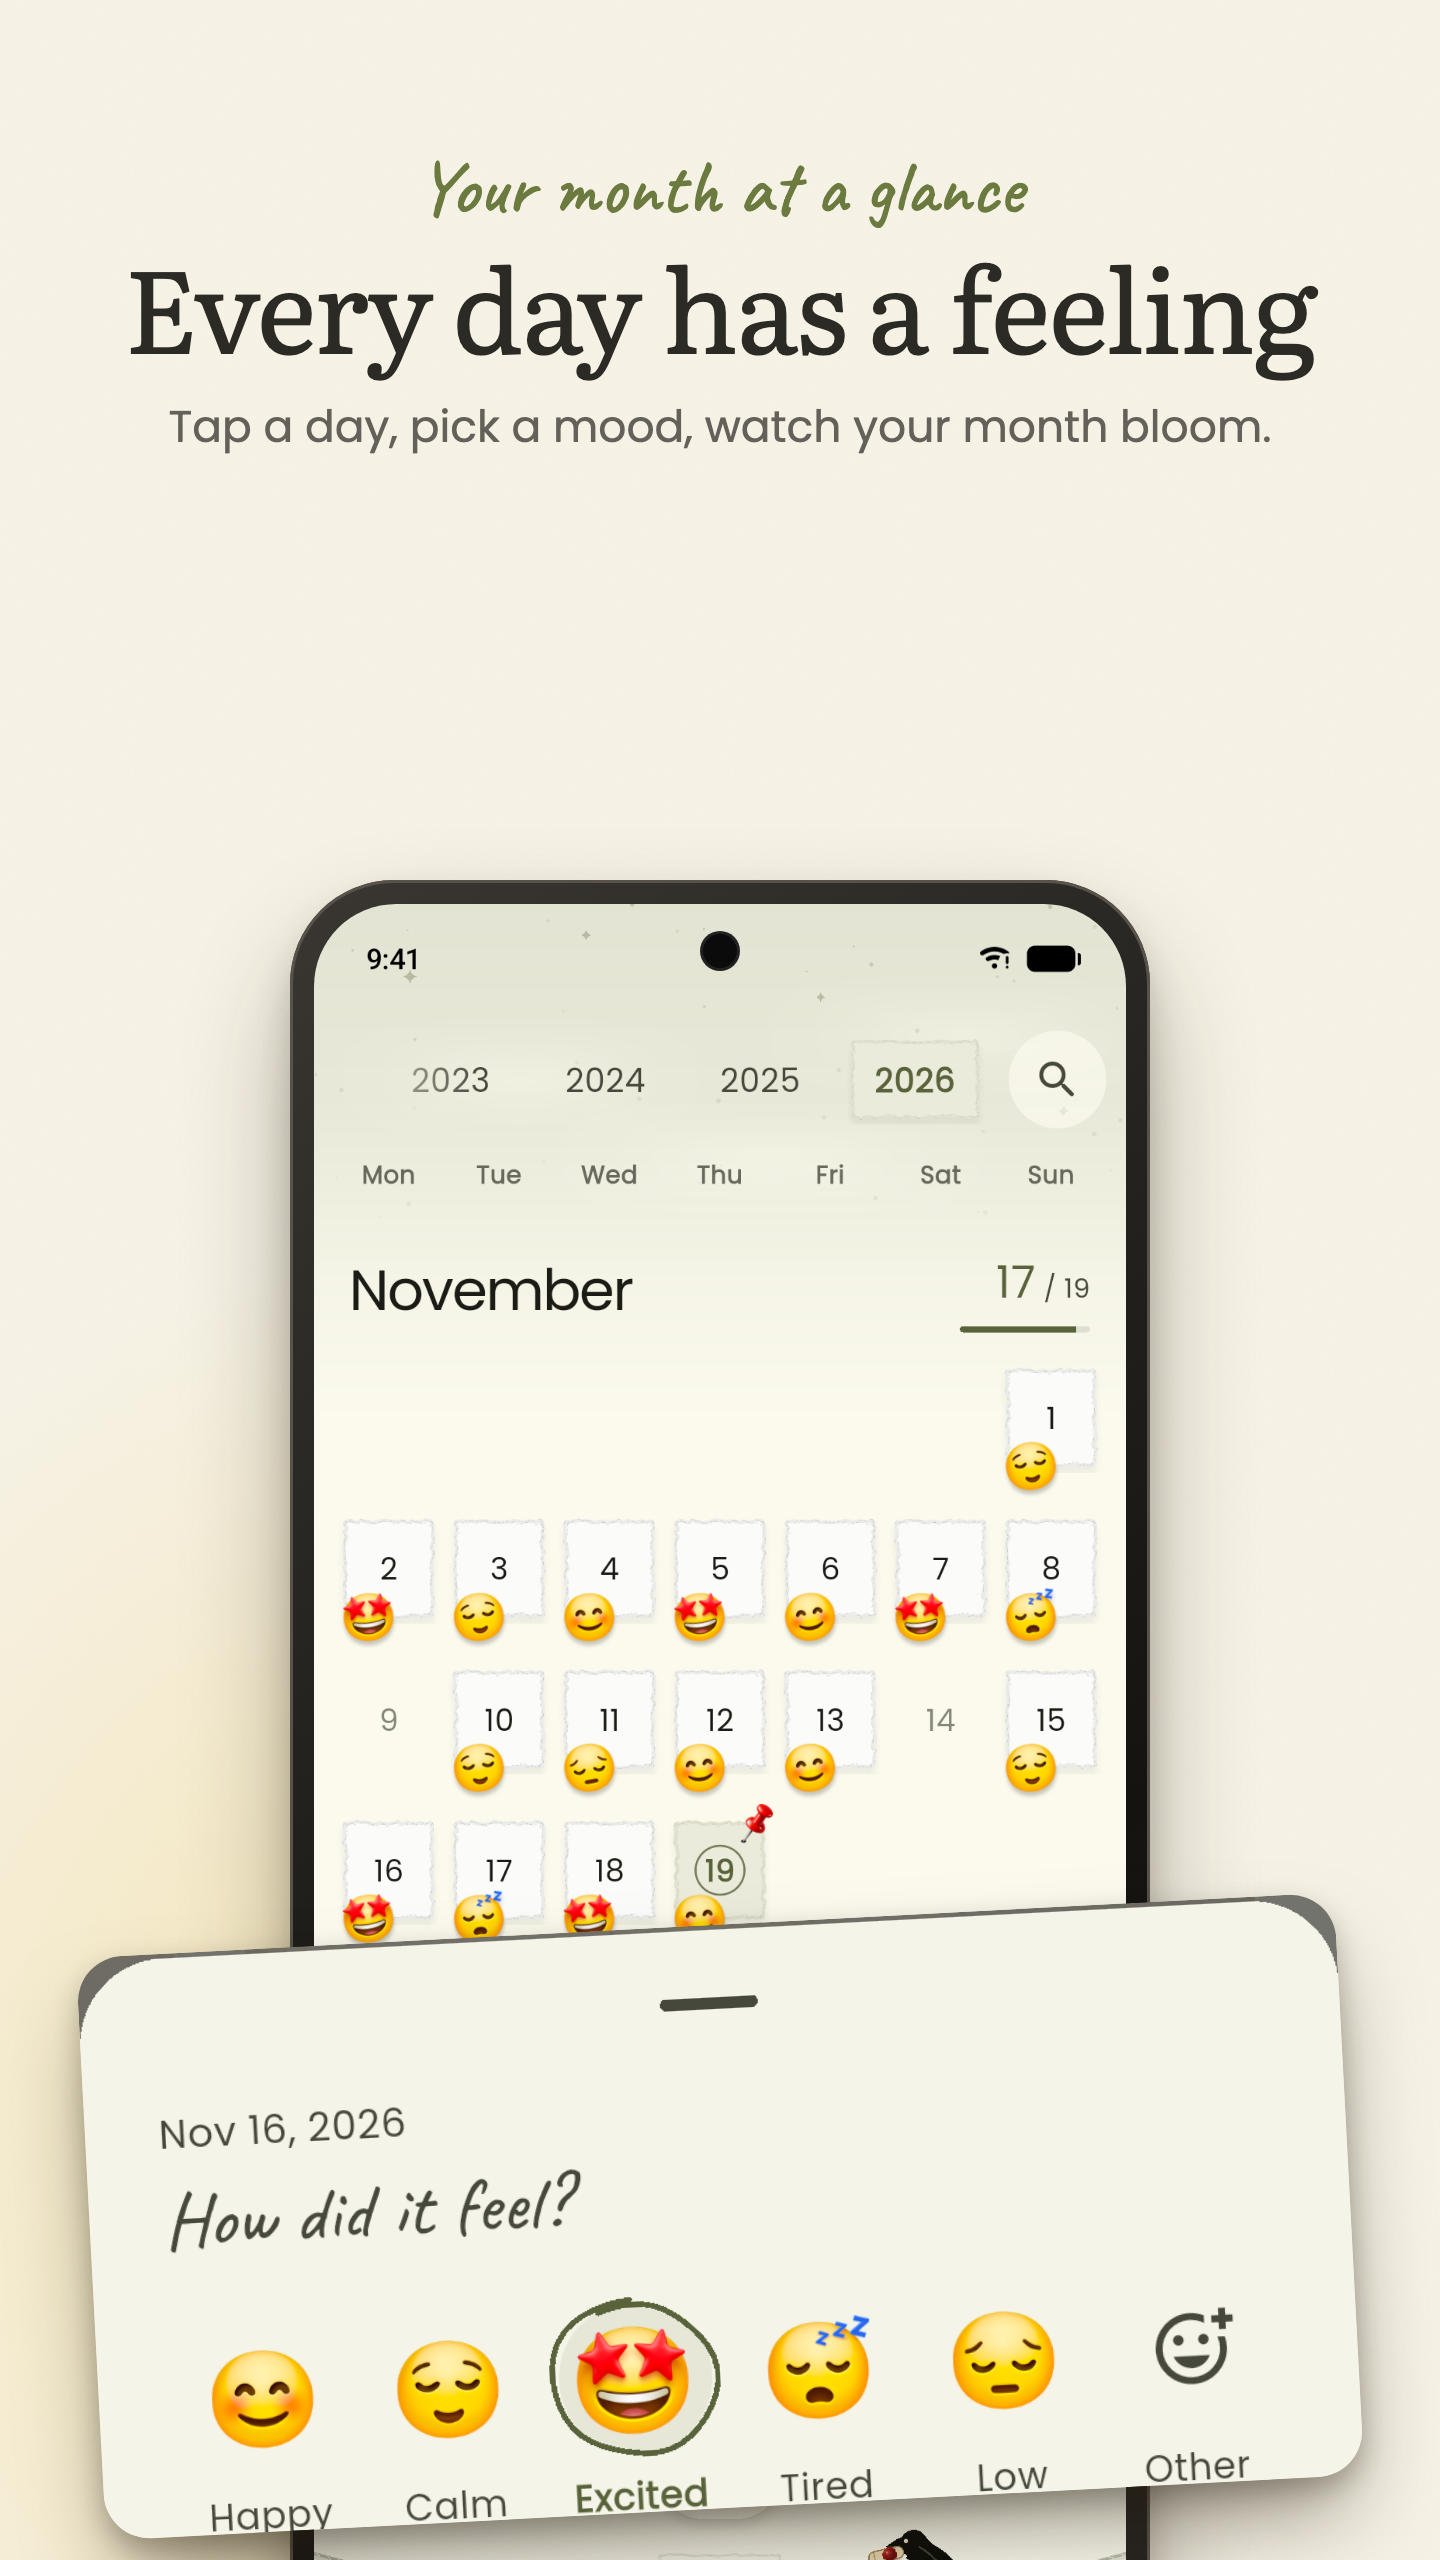 Your month at a glance
Every day has a feeling
Tap a day, pick a mood, watch your month bloom.
9:41
2023 2024 2025 2026
Mon Tue Wed Thu Fri Sat Sun
November 17 / 19
1
2 3 4 5 6 7 8
9 10 11 12 13 14 15
16 17 18 19
Nov 16, 2026
How did it feel?
Happy Calm Excited Tired Low Other